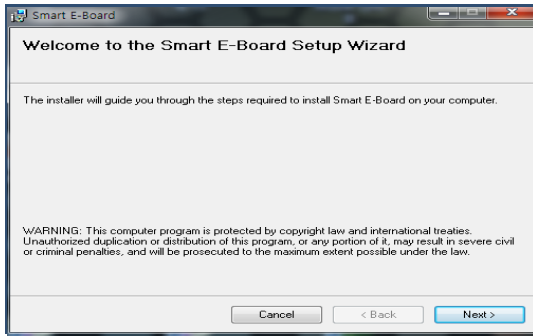 Smart E-Board
Welcome to the Smart E-Board Setup Wizard
The installer will guide you through the steps required to install Smart E-Board on your computer.
WARNING: This computer program is protected by copyright law and international treaties.
Unauthorized duplication or distribution of this program, or any portion of it, may result in severe civil
or criminal penalties, and will be prosecuted to the maximum extent possible under the law.
Cancel < Back Next >